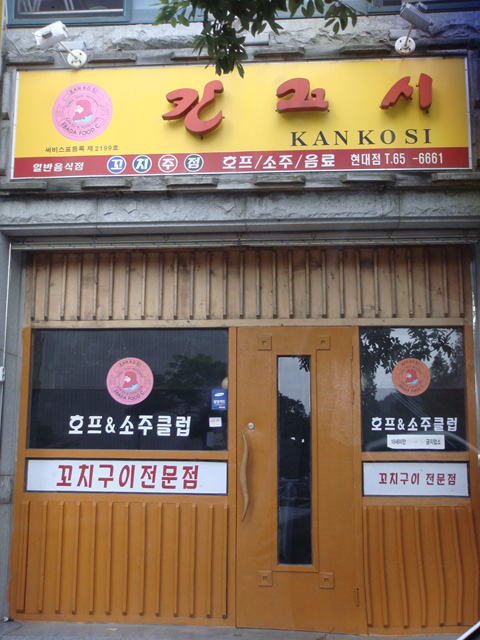 칸코시
KANKOSI
써비스표등록 제2199호
일반음식점 꼬치주점 호프/소주/음료 현대점 T.65 -6661
호프&소주클럽
꼬치구이전문점
호프&소주클럽
꼬치구이 전문점